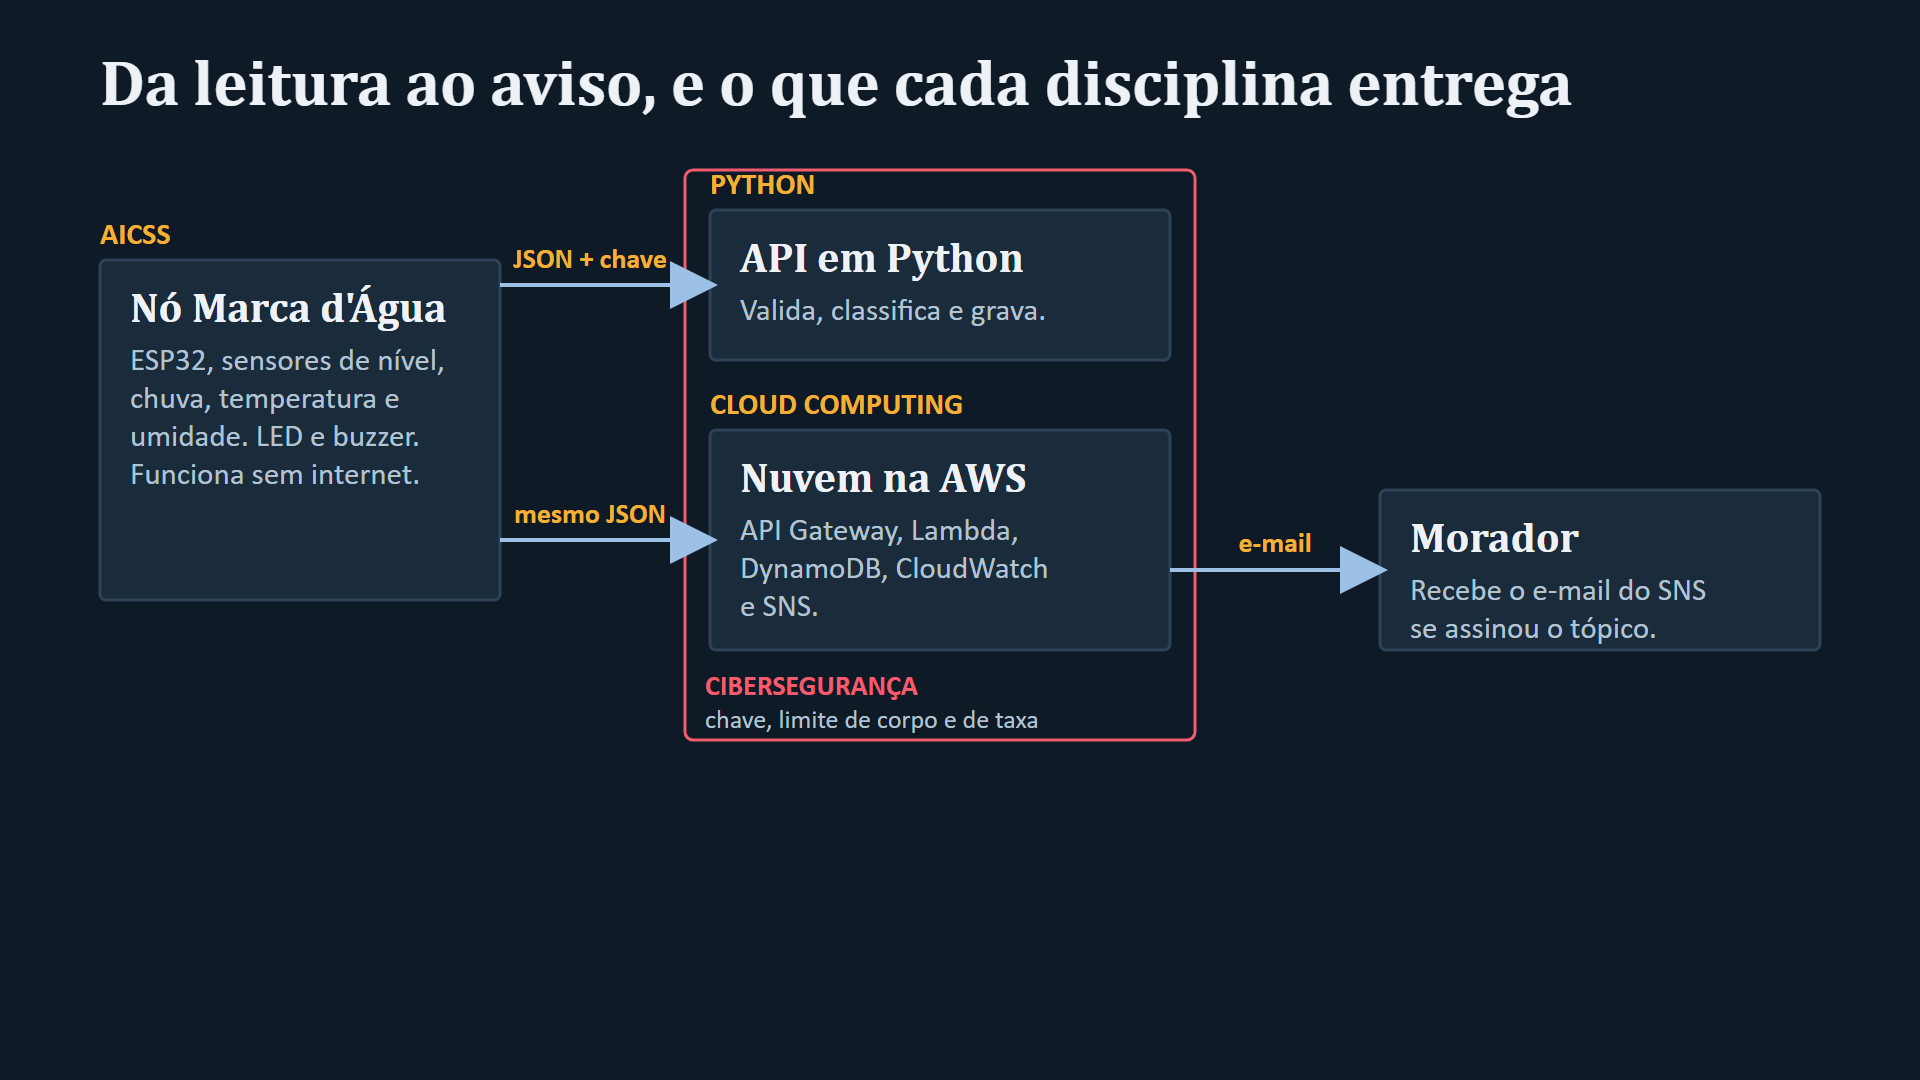 Da leitura ao aviso, e o que cada disciplina entrega
AICSS
Nó Marca d'Água
ESP32, sensores de nível,
chuva, temperatura e
umidade. LED e buzzer.
Funciona sem internet.
JSON + chave
mesmo JSON
PYTHON
API em Python
Valida, classifica e grava.
CLOUD COMPUTING
Nuvem na AWS
API Gateway, Lambda,
DynamoDB, CloudWatch
e SNS.
CIBERSEGURANÇA
chave, limite de corpo e de taxa
e-mail
Morador
Recebe o e-mail do SNS
se assinou o tópico.